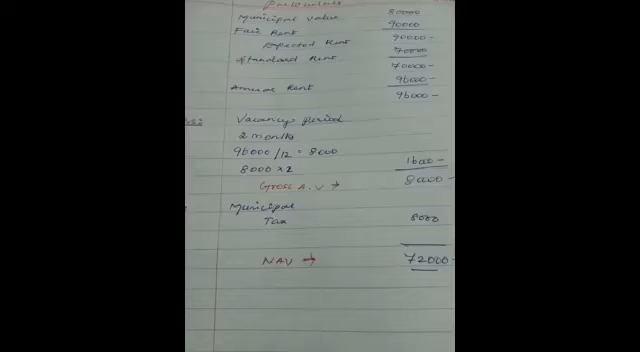 Particulars
Municipal Value 80000
Fair Rent 90000
90000-
Expected Rent 70000
Standard Rent 70000-
96000-
Annual Rent 96000-
Vacancy period
2 months
96000/12 = 8000
8000 x 2 16000-
Gross A.V → 80000-
Municipal
Tax 8000
NAV → 72000-